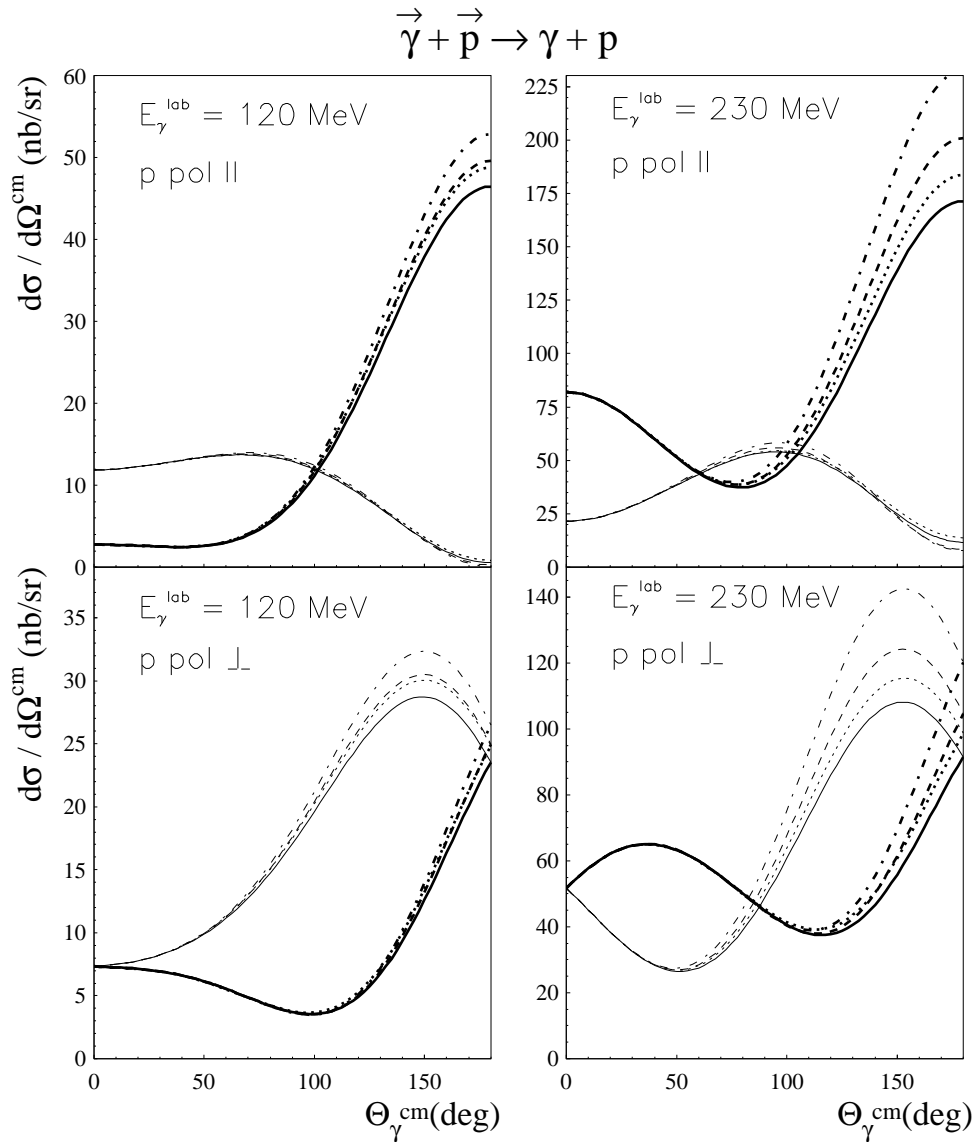 γ + p → γ + p
dσ / dΩ^cm (nb/sr)
60
50
40
30
20
10
0
E_γ^lab = 120 MeV
p pol ||
225
200
175
150
125
100
75
50
25
0
E_γ^lab = 230 MeV
p pol ||
dσ / dΩ^cm (nb/sr)
35
30
25
20
15
10
5
0
E_γ^lab = 120 MeV
p pol ⊥
140
120
100
80
60
40
20
0
E_γ^lab = 230 MeV
p pol ⊥
0 50 100 150
0 50 100 150
Θ_γ^cm(deg)
Θ_γ^cm(deg)